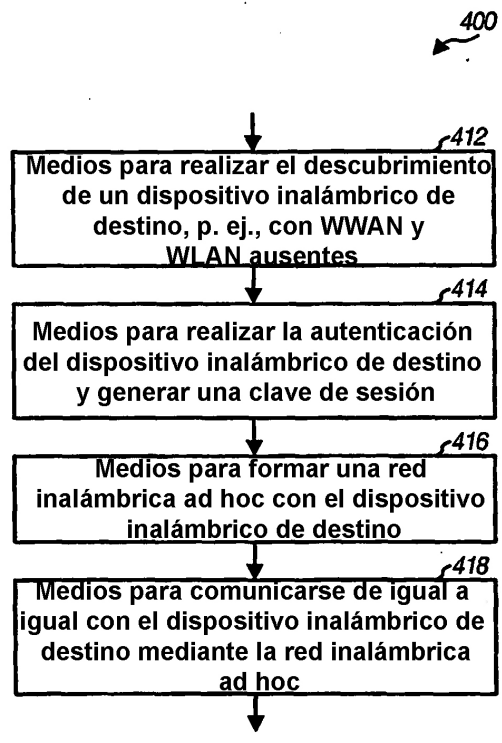 400
412
Medios para realizar el descubrimiento
de un dispositivo inalámbrico de
destino, p. ej., con WWAN y
WLAN ausentes
414
Medios para realizar la autenticación
del dispositivo inalámbrico de destino
y generar una clave de sesión
416
Medios para formar una red
inalámbrica ad hoc con el dispositivo
inalámbrico de destino
418
Medios para comunicarse de igual a
igual con el dispositivo inalámbrico de
destino mediante la red inalámbrica
ad hoc